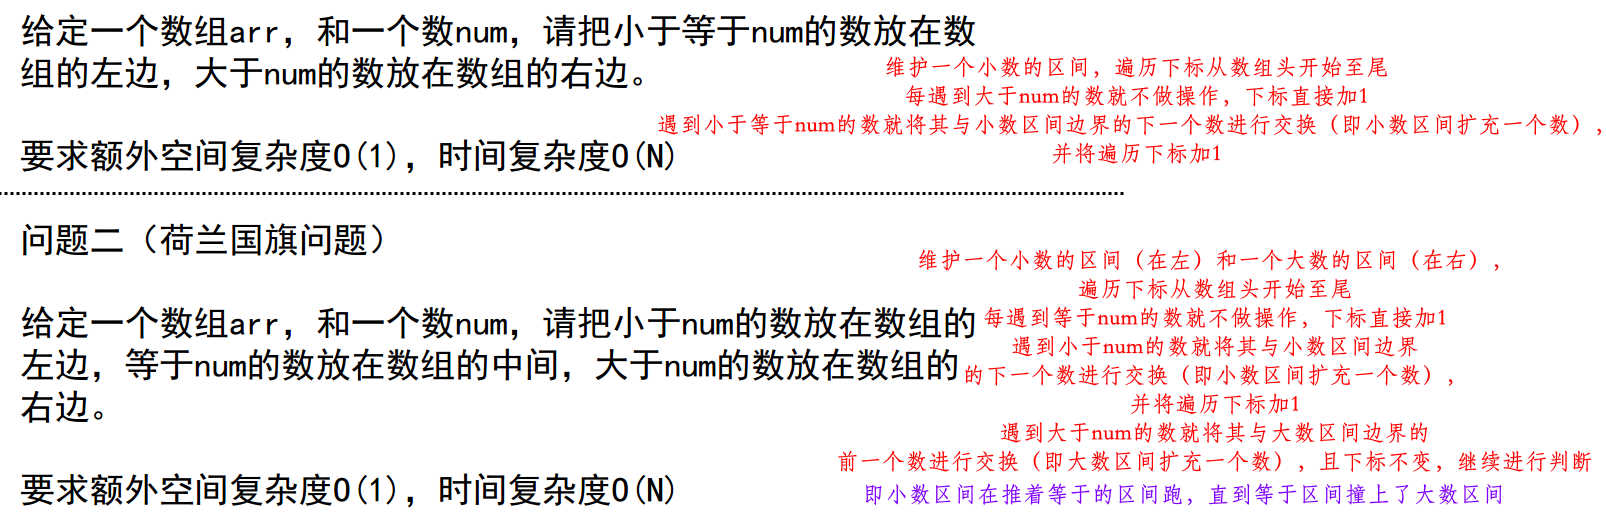 给定一个数组arr，和一个数num，请把小于等于num的数放在数
组的左边，大于num的数放在数组的右边。
维护一个小数的区间，遍历下标从数组头开始至尾
每遇到大于num的数就不做操作，下标直接加1
遇到小于等于num的数就将其与小数区间边界的下一个数进行交换（即小数区间扩充一个数），
并将遍历下标加1
要求额外空间复杂度O(1)，时间复杂度O(N)
问题二（荷兰国旗问题）
给定一个数组arr，和一个数num，请把小于num的数放在数组的
左边，等于num的数放在数组的中间，大于num的数放在数组的
右边。
维护一个小数的区间（在左）和一个大数的区间（在右），
遍历下标从数组头开始至尾
每遇到等于num的数就不做操作，下标直接加1
遇到小于num的数就将其与小数区间边界
的下一个数进行交换（即小数区间扩充一个数），
并将遍历下标加1
遇到大于num的数就将其与大数区间边界的
前一个数进行交换（即大数区间扩充一个数），且下标不变，继续进行判断
要求额外空间复杂度O(1)，时间复杂度O(N)
即小数区间在推着等于的区间跑，直到等于区间撞上了大数区间